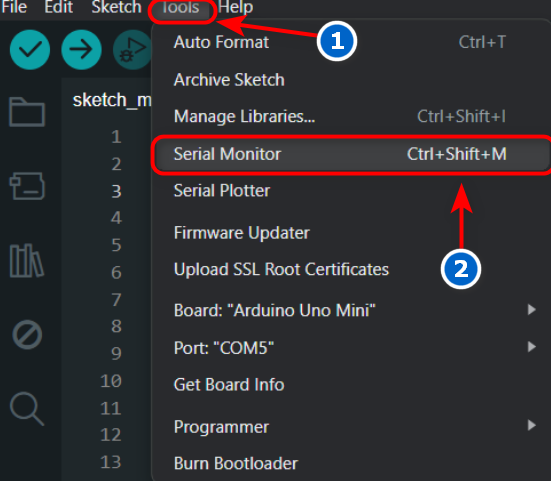 File Edit Sketch Tools Help
1
Auto Format Ctrl+T
Archive Sketch
sketch_m
Manage Libraries... Ctrl+Shift+I
1
Serial Monitor Ctrl+Shift+M
2
Serial Plotter
3
4
Firmware Updater
5
Upload SSL Root Certificates
2
6
7
Board: "Arduino Uno Mini"
8
Port: "COM5"
9
Get Board Info
10
11
Programmer
12
Burn Bootloader
13